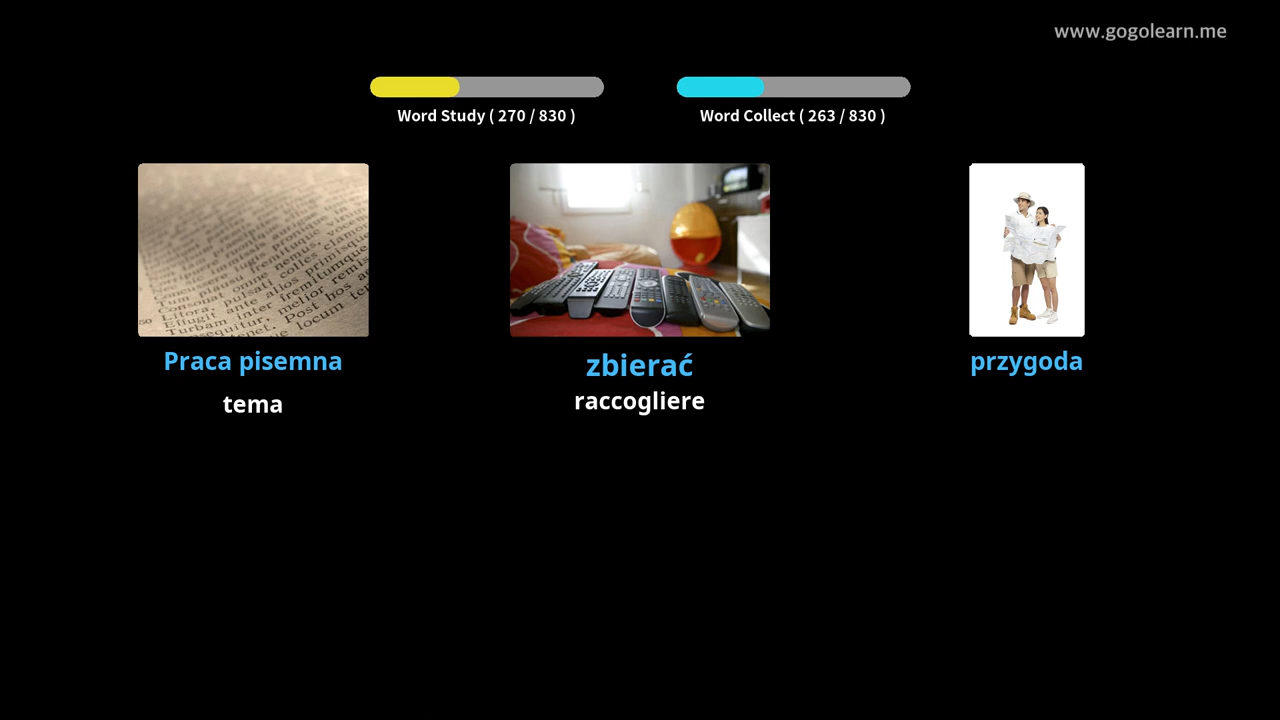 www.gogolearn.me
Word Study ( 270 / 830 )
Word Collect ( 263 / 830 )
Praca pisemna
tema
zbierać
raccogliere
przygoda